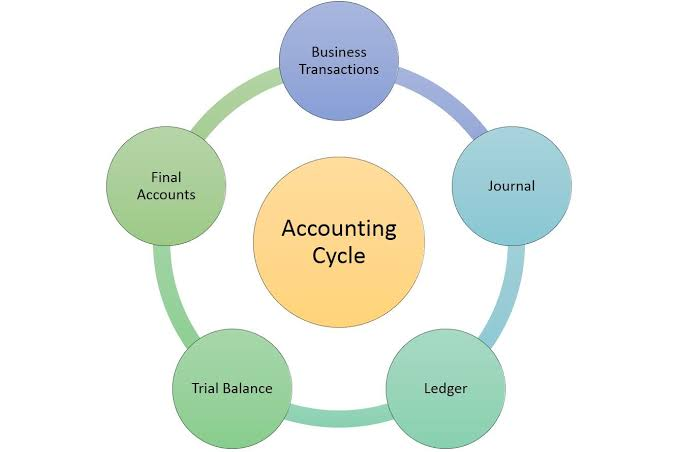 Business
Transactions
Journal
Ledger
Trial Balance
Final
Accounts
Accounting
Cycle